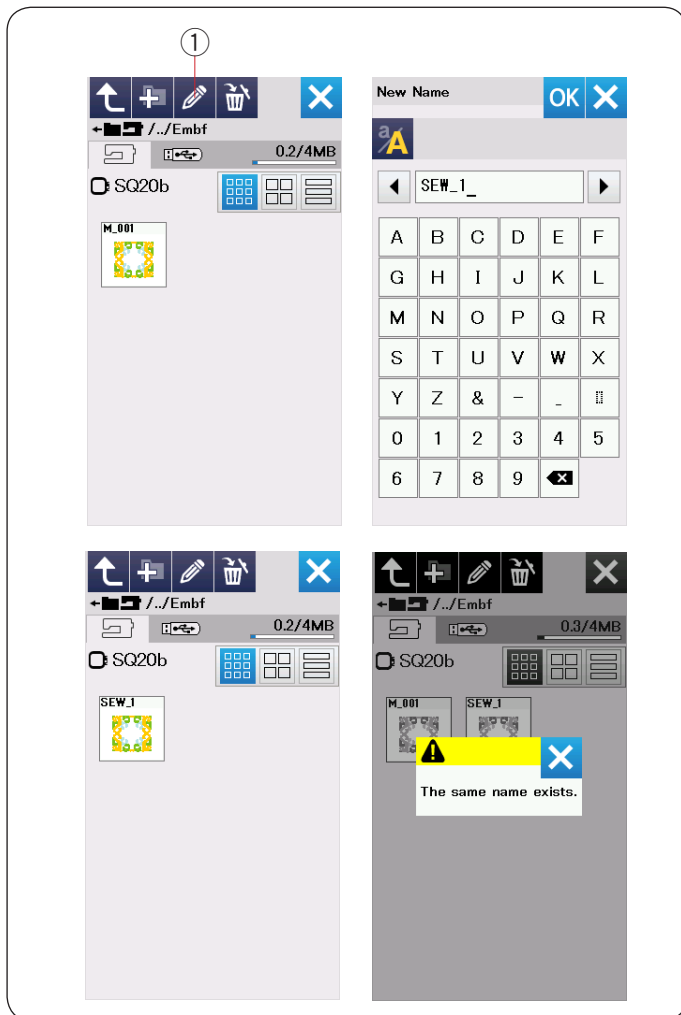 ①
/../Embf
0.2/4MB
SQ20b
M_001
New Name
OK
a/A
SEW_1_
A B C D E F
G H I J K L
M N O P Q R
S T U V W X
Y Z & - _
0 1 2 3 4 5
6 7 8 9
/../Embf
0.2/4MB
SQ20b
SEW_1
/../Embf
0.3/4MB
SQ20b
M_001 SEW_1
The same name exists.